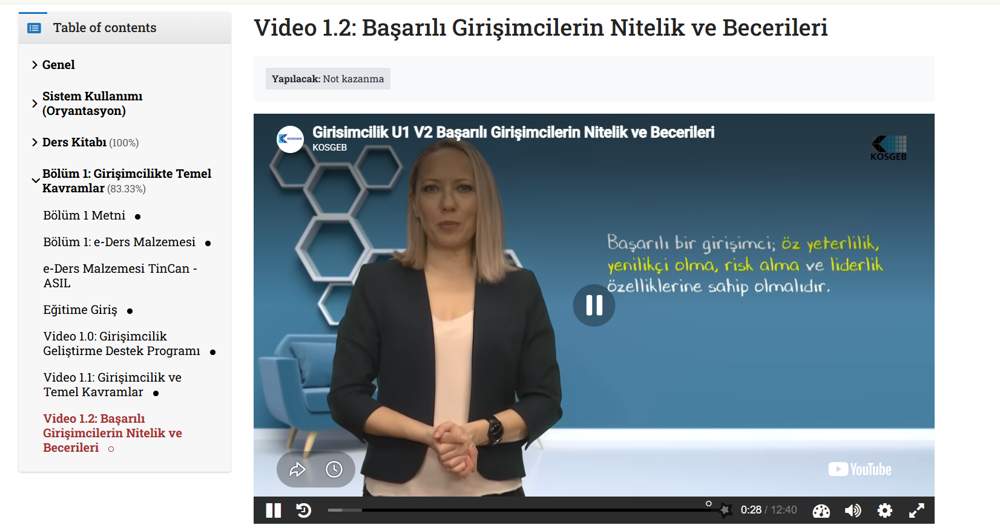 Table of contents
Genel
Sistem Kullanımı
(Oryantasyon)
Ders Kitabı (100%)
Bölüm 1: Girişimcilikte Temel
Kavramlar (83.33%)
Bölüm 1 Metni
Bölüm 1: e-Ders Malzemesi
e-Ders Malzemesi TinCan -
ASIL
Eğitime Giriş
Video 1.0: Girişimcilik
Geliştirme Destek Programı
Video 1.1: Girişimcilik ve
Temel Kavramlar
Video 1.2: Başarılı
Girişimcilerin Nitelik ve
Becerileri
Video 1.2: Başarılı Girişimcilerin Nitelik ve Becerileri
Yapılacak: Not kazanma
KOSGEB
Girisimcilik U1 V2 Başarılı Girişimcilerin Nitelik ve Becerileri
KOSGEB
KOSGEB
Başarılı bir girişimci; öz yeterlilik,
yenilikçi olma, risk alma ve liderlik
özelliklerine sahip olmalıdır.
YouTube
0:28 / 12:40